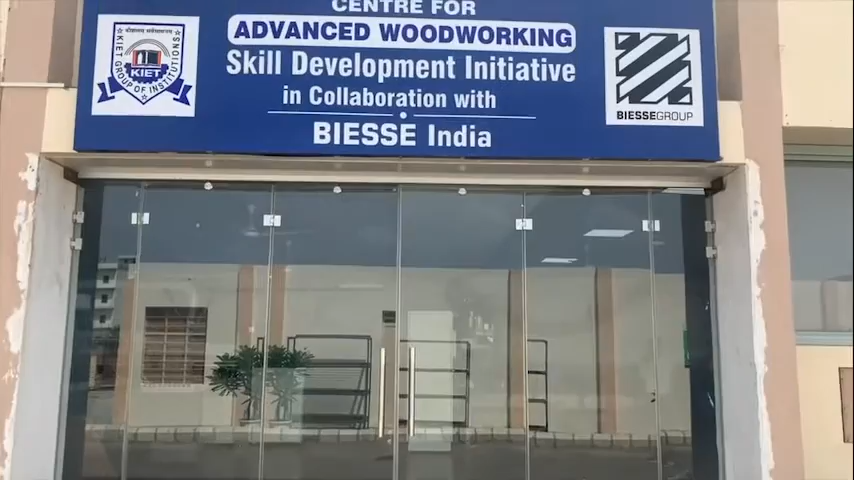 CENTRE FOR
ADVANCED WOODWORKING
Skill Development Initiative
in Collaboration with
BIESSE India
KIET GROUP OF INSTITUTIONS
KIET
BIESSEGROUP